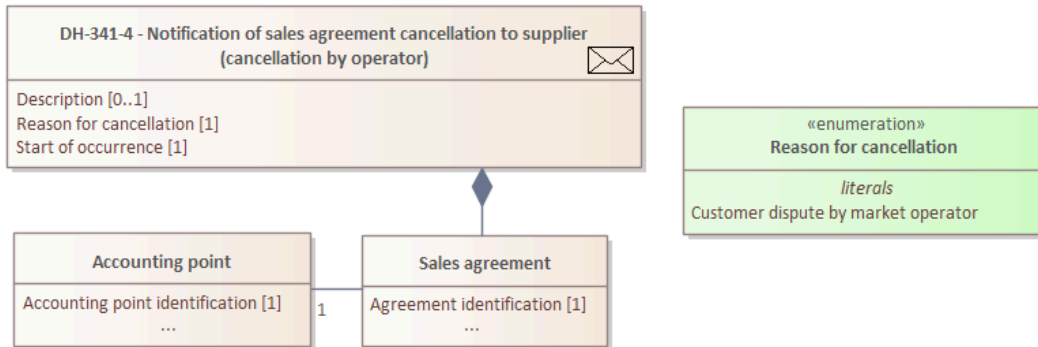 DH-341-4 - Notification of sales agreement cancellation to supplier
(cancellation by operator)
Description [0..1]
Reason for cancellation [1]
Start of occurrence [1]
«enumeration»
Reason for cancellation
literals
Customer dispute by market operator
Accounting point
Accounting point identification [1]
...
1
Sales agreement
Agreement identification [1]
...